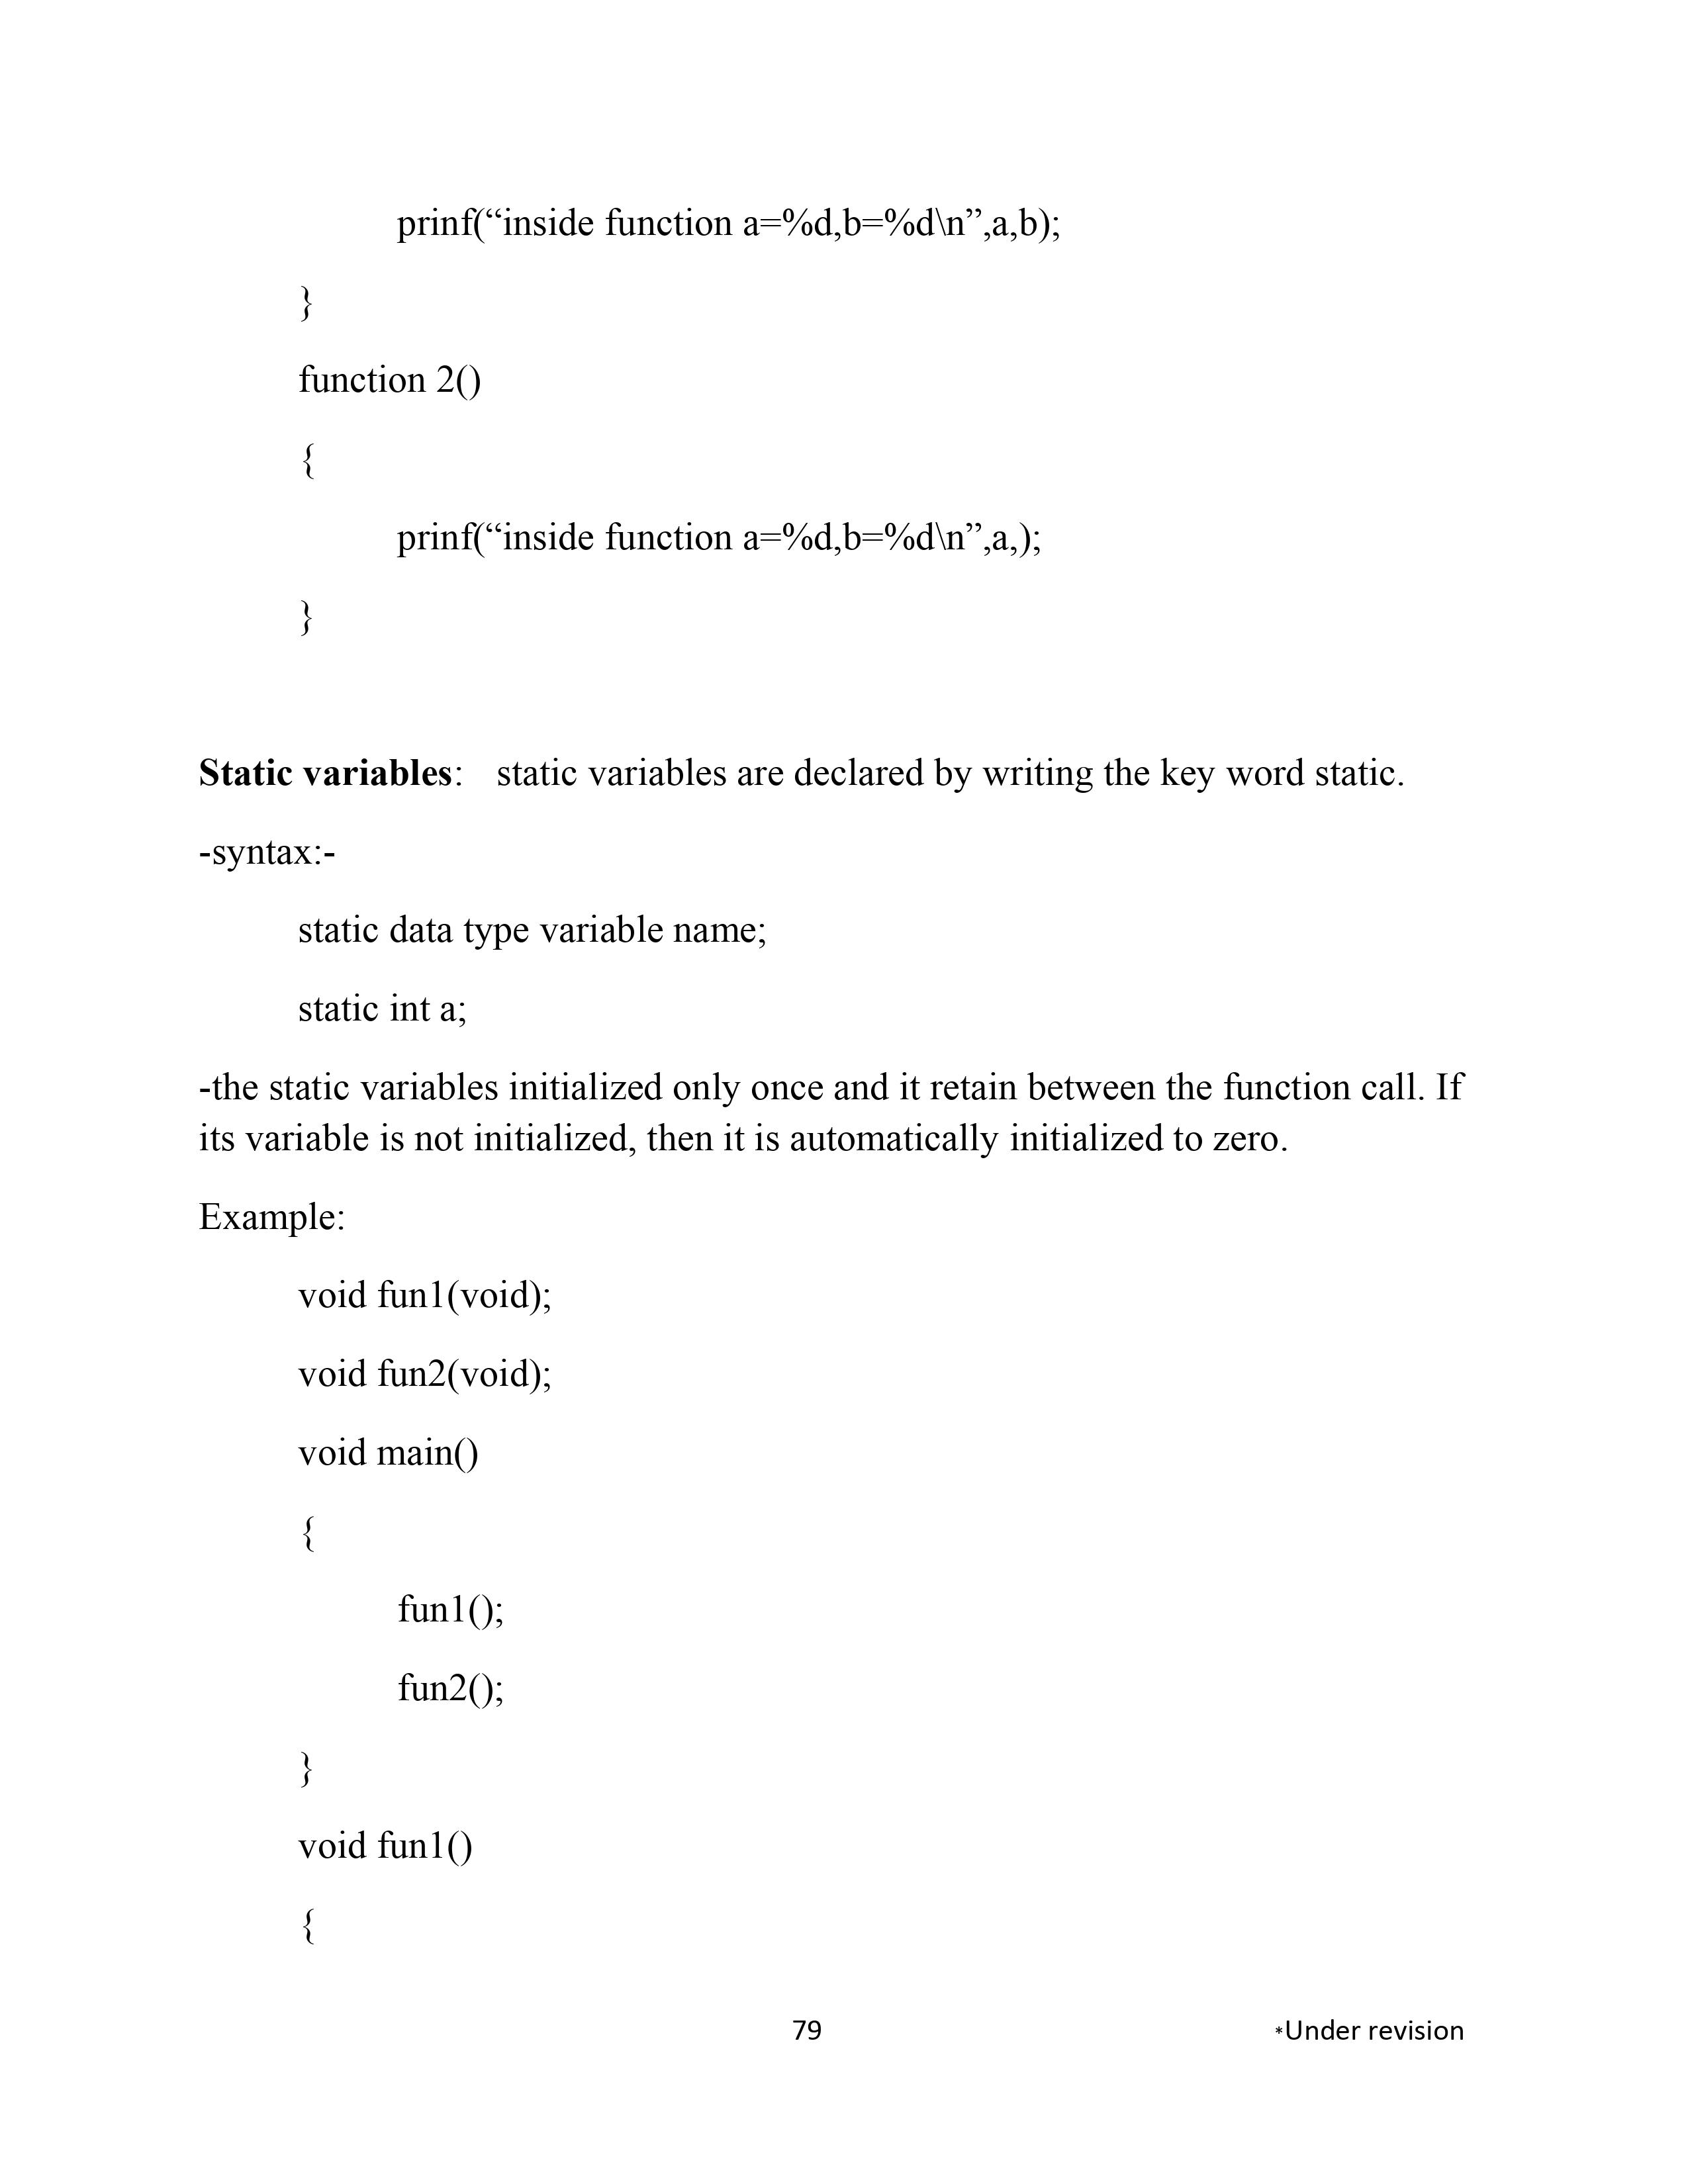 prinf(“inside function a=%d,b=%d\n”,a,b);
}
function 2()
{
prinf(“inside function a=%d,b=%d\n”,a,);
}
Static variables: static variables are declared by writing the key word static.
-syntax:-
static data type variable name;
static int a;
-the static variables initialized only once and it retain between the function call. If
its variable is not initialized, then it is automatically initialized to zero.
Example:
void fun1(void);
void fun2(void);
void main()
{
fun1();
fun2();
}
void fun1()
{
79 *Under revision